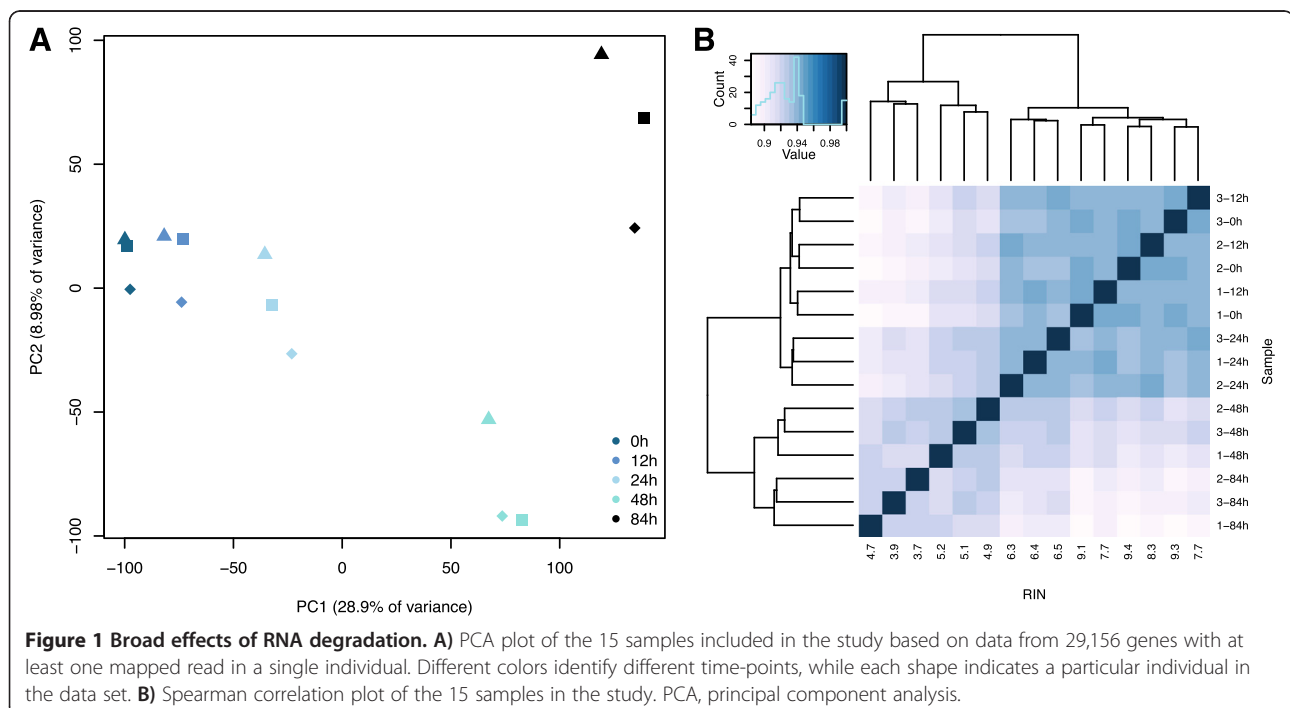 A
100
50
0
−50
−100
PC2 (8.98% of variance)
−100 −50 0 50 100
PC1 (28.9% of variance)
0h
12h
24h
48h
84h
B
Count
40
20
0
0.9 0.94 0.98
Value
3−12h
3−0h
2−12h
2−0h
1−12h
1−0h
3−24h
1−24h
2−24h
2−48h
3−48h
1−48h
2−84h
3−84h
1−84h
Sample
4.7 3.9 3.7 5.2 5.1 4.9 6.3 6.4 6.5 9.1 7.7 9.4 8.3 9.3 7.7
RIN
Figure 1 Broad effects of RNA degradation. A) PCA plot of the 15 samples included in the study based on data from 29,156 genes with at
least one mapped read in a single individual. Different colors identify different time-points, while each shape indicates a particular individual in
the data set. B) Spearman correlation plot of the 15 samples in the study. PCA, principal component analysis.